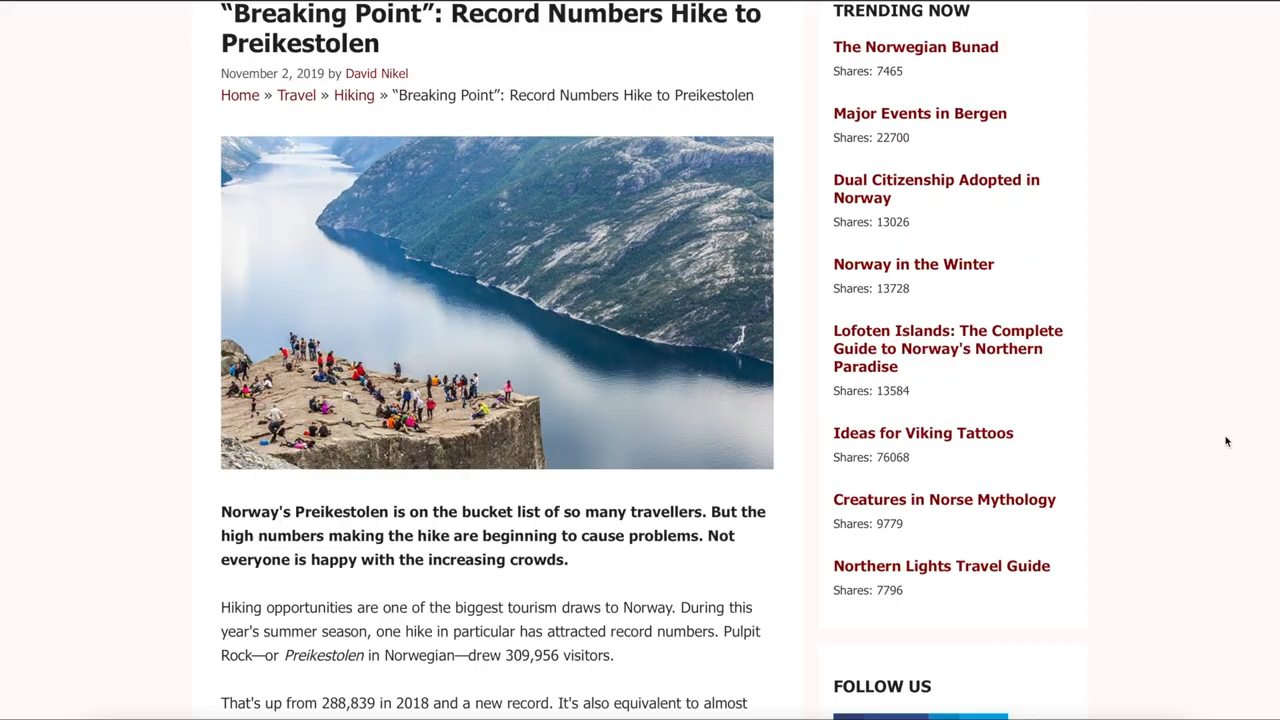 “Breaking Point”: Record Numbers Hike to
Preikestolen
November 2, 2019 by David Nikel
Home » Travel » Hiking » “Breaking Point”: Record Numbers Hike to Preikestolen
Norway's Preikestolen is on the bucket list of so many travellers. But the
high numbers making the hike are beginning to cause problems. Not
everyone is happy with the increasing crowds.
Hiking opportunities are one of the biggest tourism draws to Norway. During this
year's summer season, one hike in particular has attracted record numbers. Pulpit
Rock—or Preikestolen in Norwegian—drew 309,956 visitors.
That's up from 288,839 in 2018 and a new record. It's also equivalent to almost
TRENDING NOW
The Norwegian Bunad
Shares: 7465
Major Events in Bergen
Shares: 22700
Dual Citizenship Adopted in
Norway
Shares: 13026
Norway in the Winter
Shares: 13728
Lofoten Islands: The Complete
Guide to Norway's Northern
Paradise
Shares: 13584
Ideas for Viking Tattoos
Shares: 76068
Creatures in Norse Mythology
Shares: 9779
Northern Lights Travel Guide
Shares: 7796
FOLLOW US